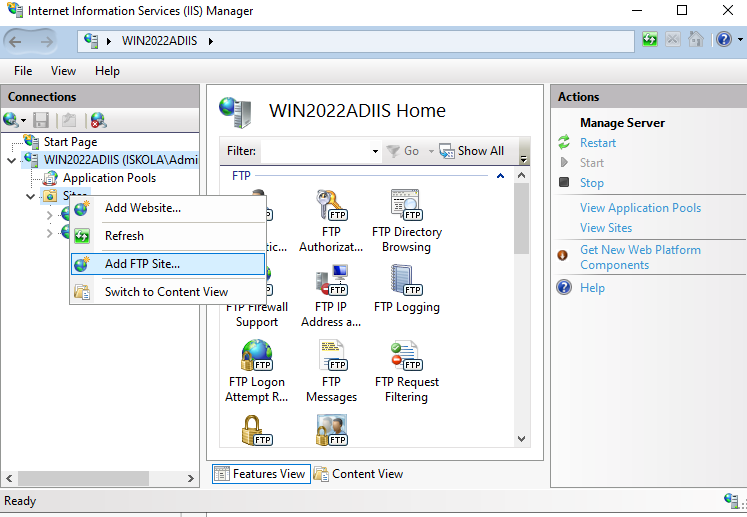 Internet Information Services (IIS) Manager
WIN2022ADIIS
File View Help
Connections
Start Page
WIN2022ADIIS (ISKOLA\Admi
Application Pools
Sites
Add Website...
Refresh
Add FTP Site...
Switch to Content View
WIN2022ADIIS Home
Filter: Go Show All
FTP
FTP
Authorizat...
FTP Directory
Browsing
FTP Firewall
Support
FTP IP
Address a...
FTP Logging
FTP Logon
Attempt R...
FTP
Messages
FTP Request
Filtering
FTP
FTP
Features View Content View
Actions
Manage Server
Restart
Start
Stop
View Application Pools
View Sites
Get New Web Platform
Components
Help
Ready